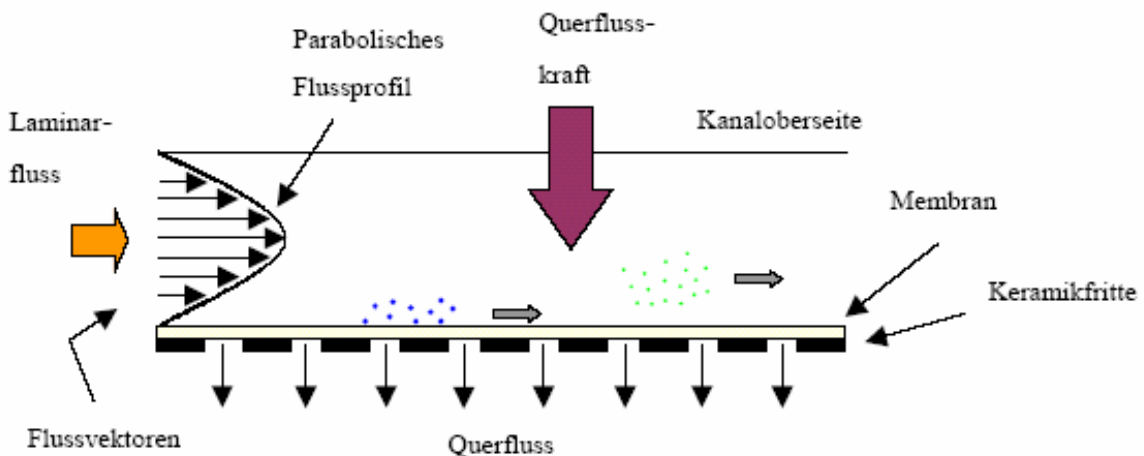 Parabolisches
Flussprofil
Querfluss-
kraft
Laminar-
fluss
Kanaloberseite
Membran
Keramikfritte
Flussvektoren
Querfluss